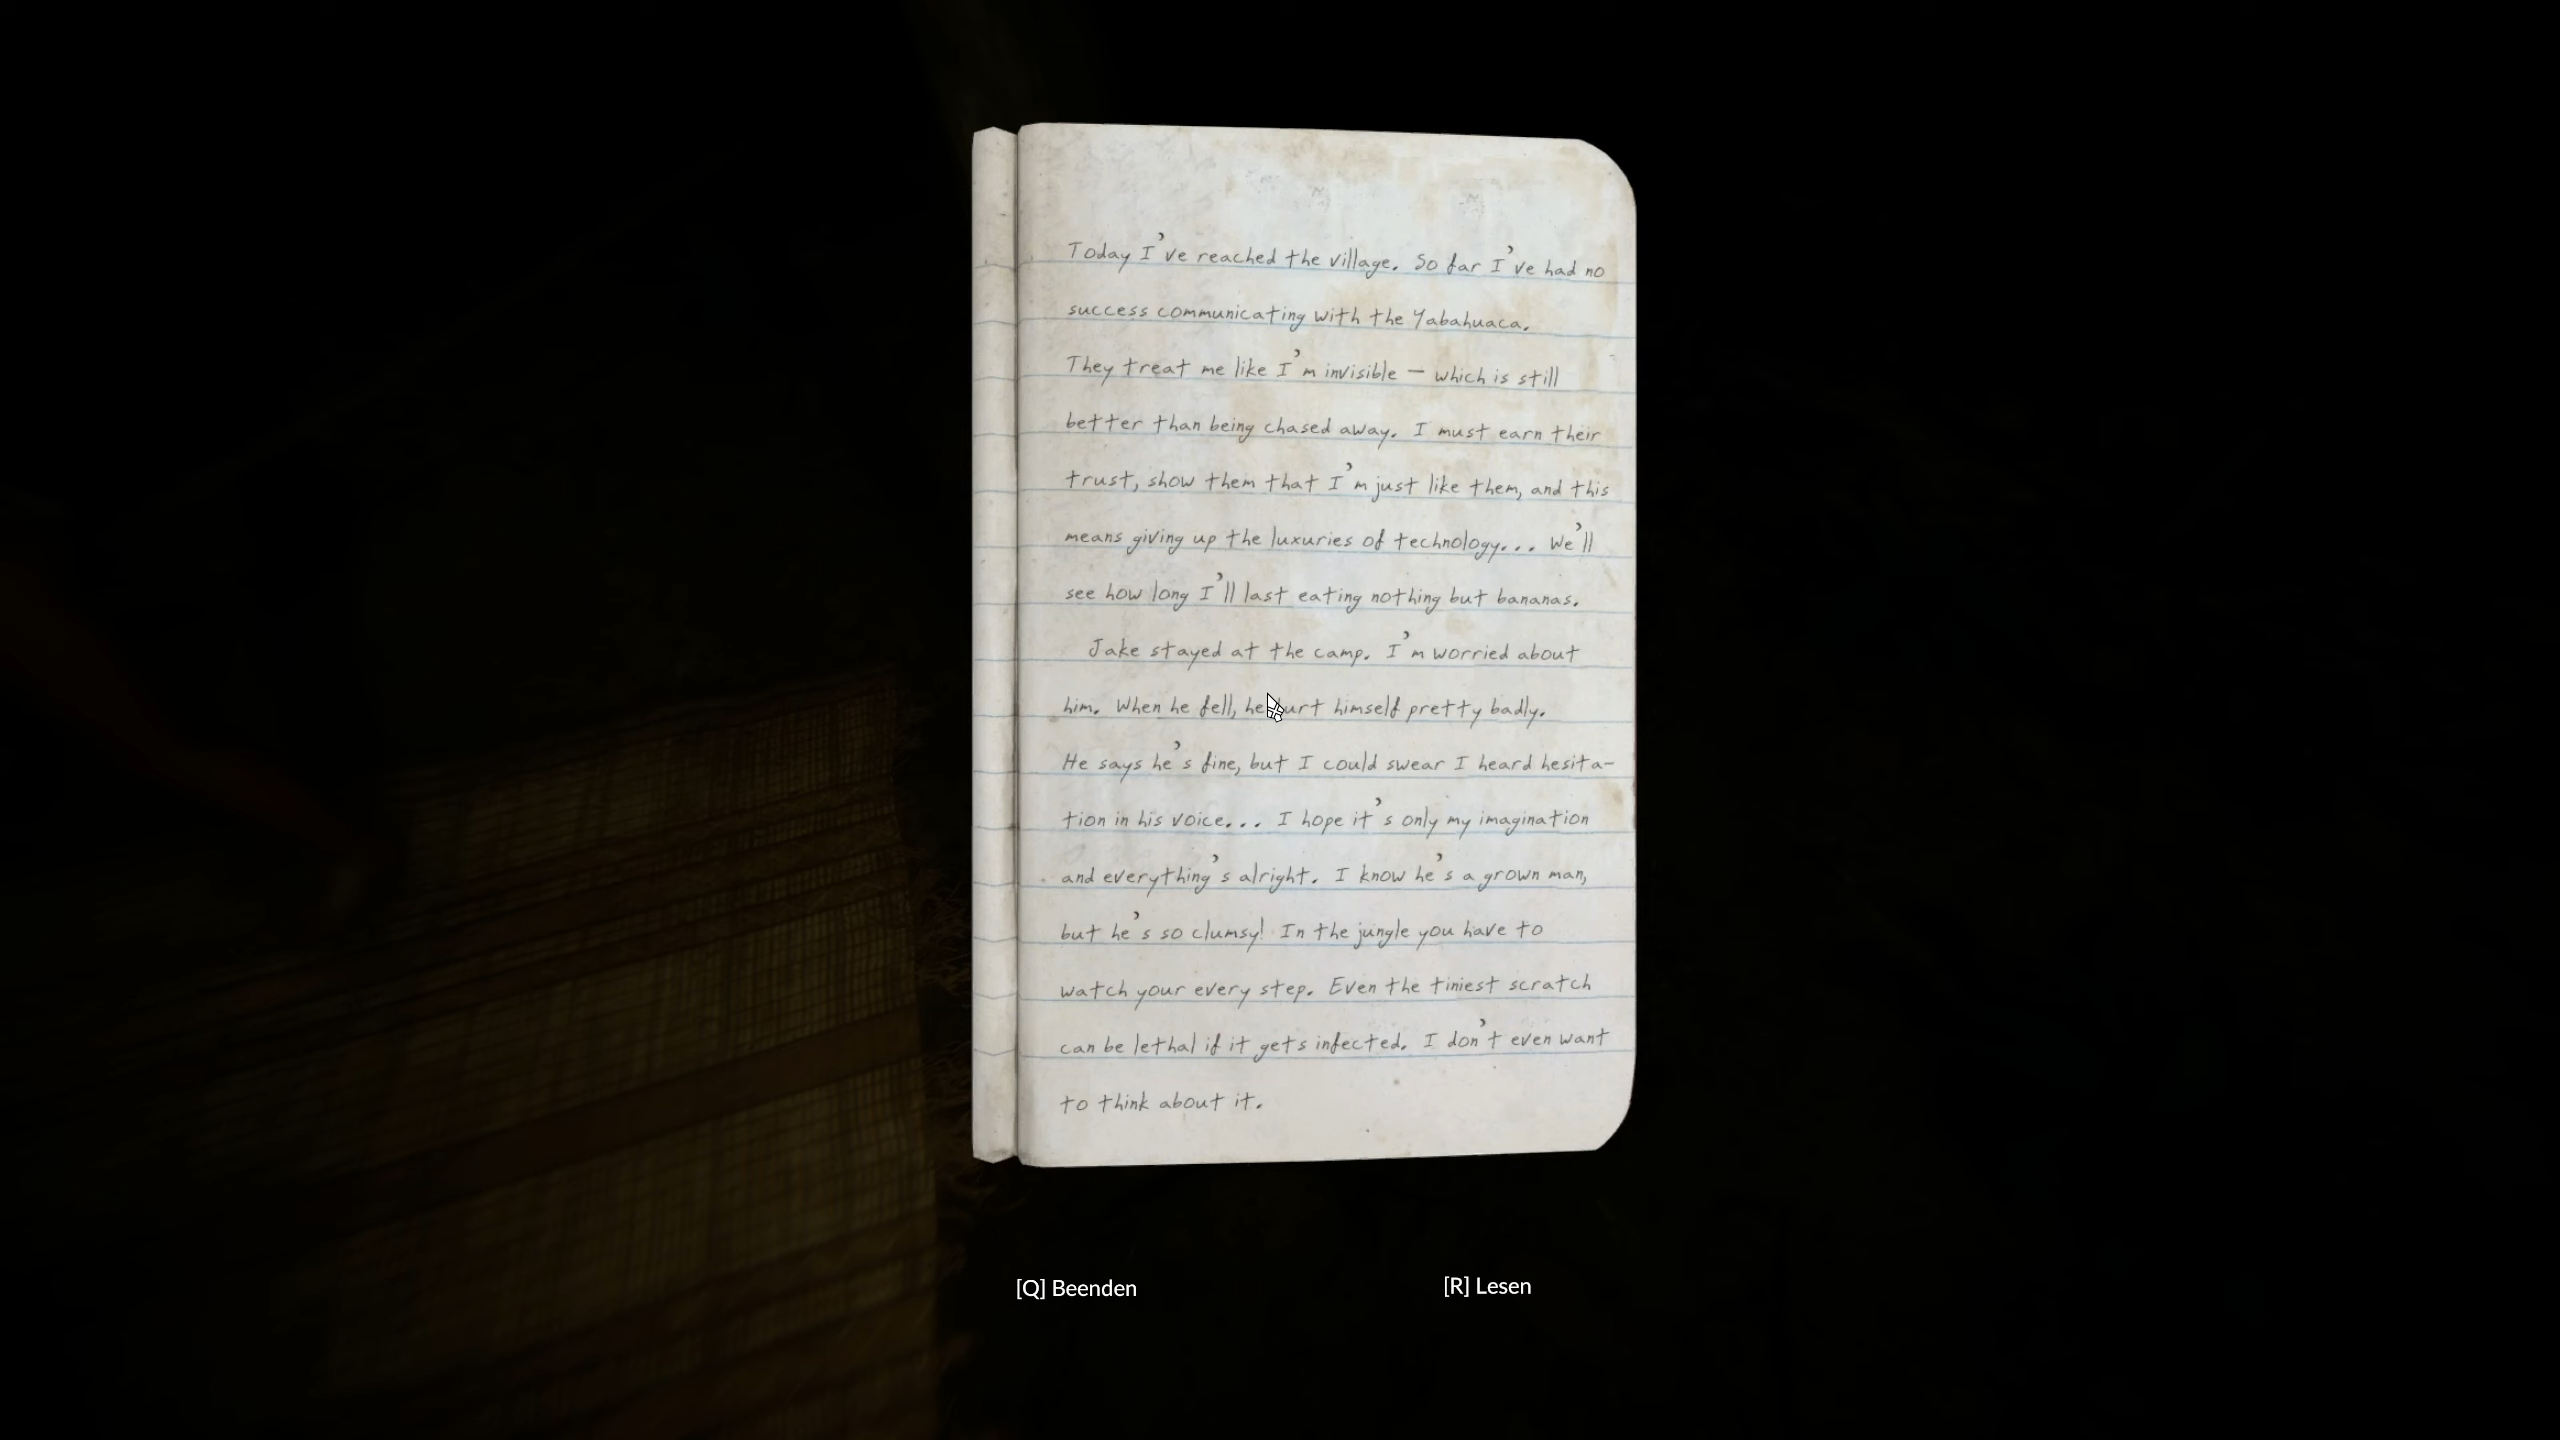 Today I've reached the village. So far I've had no
success communicating with the Yabahuaca.
They treat me like I'm invisible — which is still
better than being chased away. I must earn their
trust, show them that I'm just like them, and this
means giving up the luxuries of technology... We'll
see how long I'll last eating nothing but bananas.
Jake stayed at the camp. I'm worried about
him. When he fell, he hurt himself pretty badly.
He says he's fine, but I could swear I heard hesita-
tion in his voice... I hope it's only my imagination
and everything's alright. I know he's a grown man,
but he's so clumsy! In the jungle you have to
watch your every step. Even the tiniest scratch
can be lethal if it gets infected. I don't even want
to think about it.
[Q] Beenden
[R] Lesen